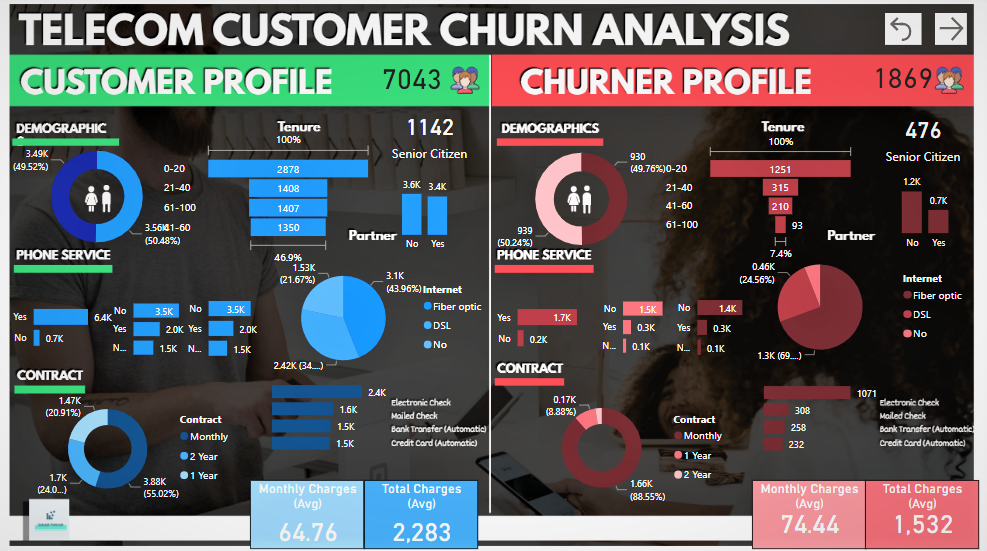 TELECOM CUSTOMER CHURN ANALYSIS
CUSTOMER PROFILE
7043
CHURNER PROFILE
1869
DEMOGRAPHIC
3.49K
(49.52%)
3.56K
(50.48%)
Tenure
100%
0-20
2878
21-40
1408
61-100
1407
41-60
1350
46.9%
1142
Senior Citizen
3.6K
3.4K
No
Yes
Partner
PHONE SERVICE
Yes
6.4K
No
0.7K
No
3.5K
Yes
2.0K
N...
1.5K
No
3.5K
Yes
2.0K
N...
1.5K
1.53K
(21.67%)
3.1K
(43.96%)
2.42K (34....)
Internet
Fiber optic
DSL
No
CONTRACT
1.47K
(20.91%)
1.7K
(24.0...)
3.88K
(55.02%)
Contract
Monthly
2 Year
1 Year
2.4K
1.6K
1.5K
1.5K
Electronic Check
Mailed Check
Bank Transfer (Automatic)
Credit Card (Automatic)
Monthly Charges
(Avg)
64.76
Total Charges
(Avg)
2,283
DEMOGRAPHICS
930
(49.76%)
939
(50.24%)
Tenure
100%
0-20
1251
21-40
315
41-60
210
61-100
93
7.4%
476
Senior Citizen
1.2K
0.7K
No
Yes
Partner
PHONE SERVICE
Yes
1.7K
No
0.2K
No
1.5K
Yes
0.3K
N...
0.1K
No
1.4K
Yes
0.3K
N...
0.1K
0.46K
(24.56%)
1.3K (69....)
Internet
Fiber optic
DSL
No
CONTRACT
0.17K
(8.88%)
1.66K
(88.55%)
Contract
Monthly
1 Year
2 Year
1071
308
258
232
Electronic Check
Mailed Check
Bank Transfer (Automatic)
Credit Card (Automatic)
Monthly Charges
(Avg)
74.44
Total Charges
(Avg)
1,532